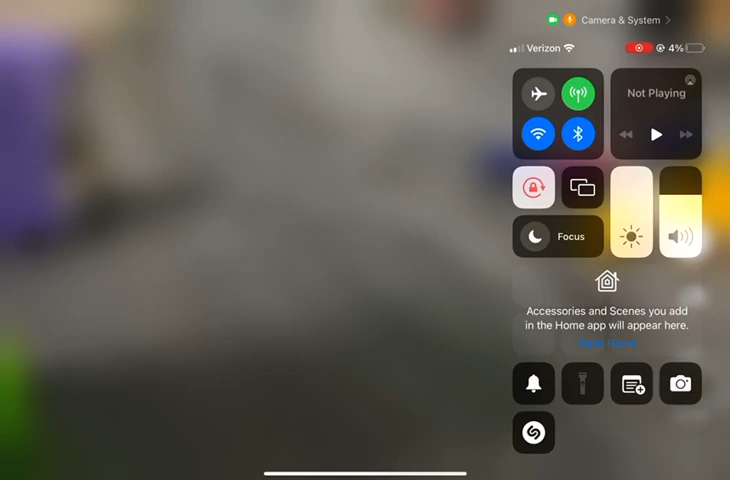 Camera & System
Verizon
4%
Not Playing
Focus
Accessories and Scenes you add
in the Home app will appear here.
Open Home